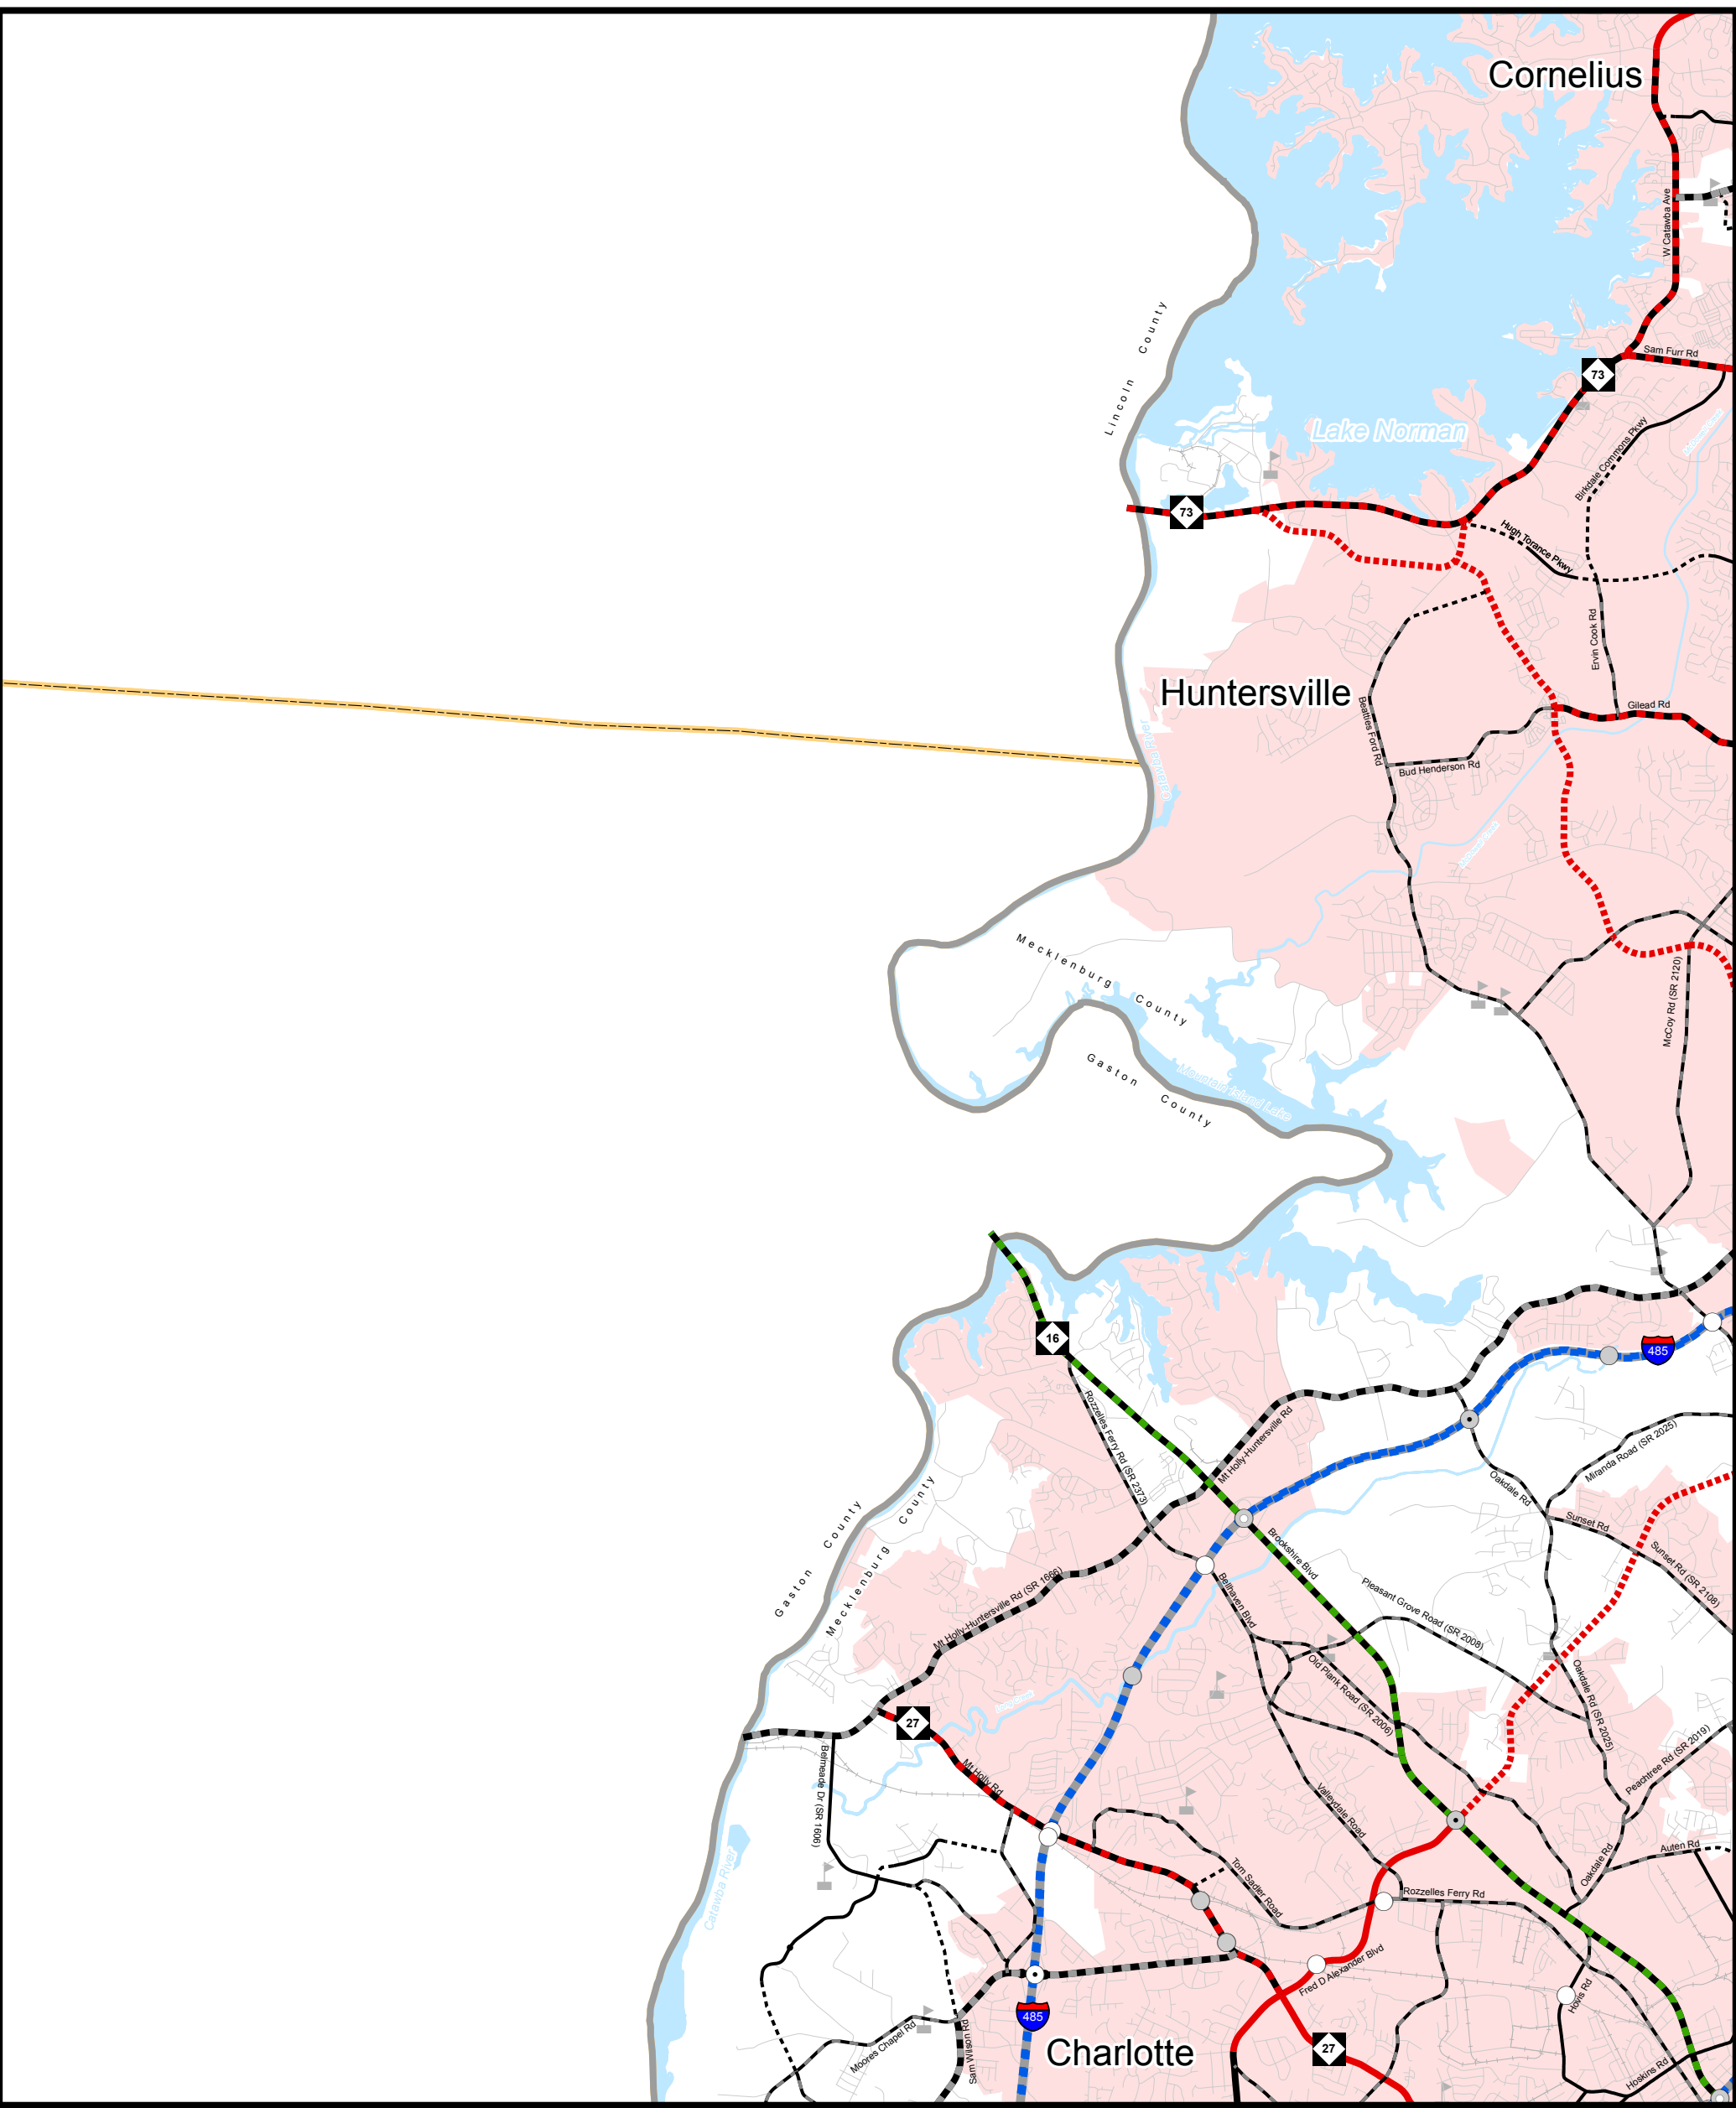 Cornelius
W Catawba Ave
Lincoln County
Sam Furr Rd
73
Lake Norman
Birkdale Commons Pkwy
73
Hugh Torance Pkwy
Ervin Cook Rd
Huntersville
Beatties Ford Rd
Gilead Rd
Catawba River
Bud Henderson Rd
McDowell Creek
Mecklenburg County
McCoy Rd (SR 2120)
Gaston County
Mountain Island Lake
16
485
Rozzelles Ferry Rd (SR 2373)
Mt Holly-Huntersville Rd
Miranda Road (SR 2025)
Oakdale Rd
Gaston County
Mecklenburg County
Sunset Rd
Brookshire Blvd
Sunset Rd (SR 2108)
Mt Holly-Huntersville Rd (SR 1666)
Bellhaven Blvd
Pleasant Grove Road (SR 2008)
Old Plank Road (SR 2006)
Oakdale Rd (SR 2025)
27
Peachtree Rd (SR 2019)
Belmeade Dr (SR 1606)
Mt Holly Rd
Valleydale Road
Auten Rd
Oakdale Rd
Catawba River
Tom Sadler Road
Rozzelles Ferry Rd
Fred D Alexander Blvd
Hovis Rd
485
Moores Chapel Rd
Sam Wilson Rd
Charlotte
27
Hoskins Rd